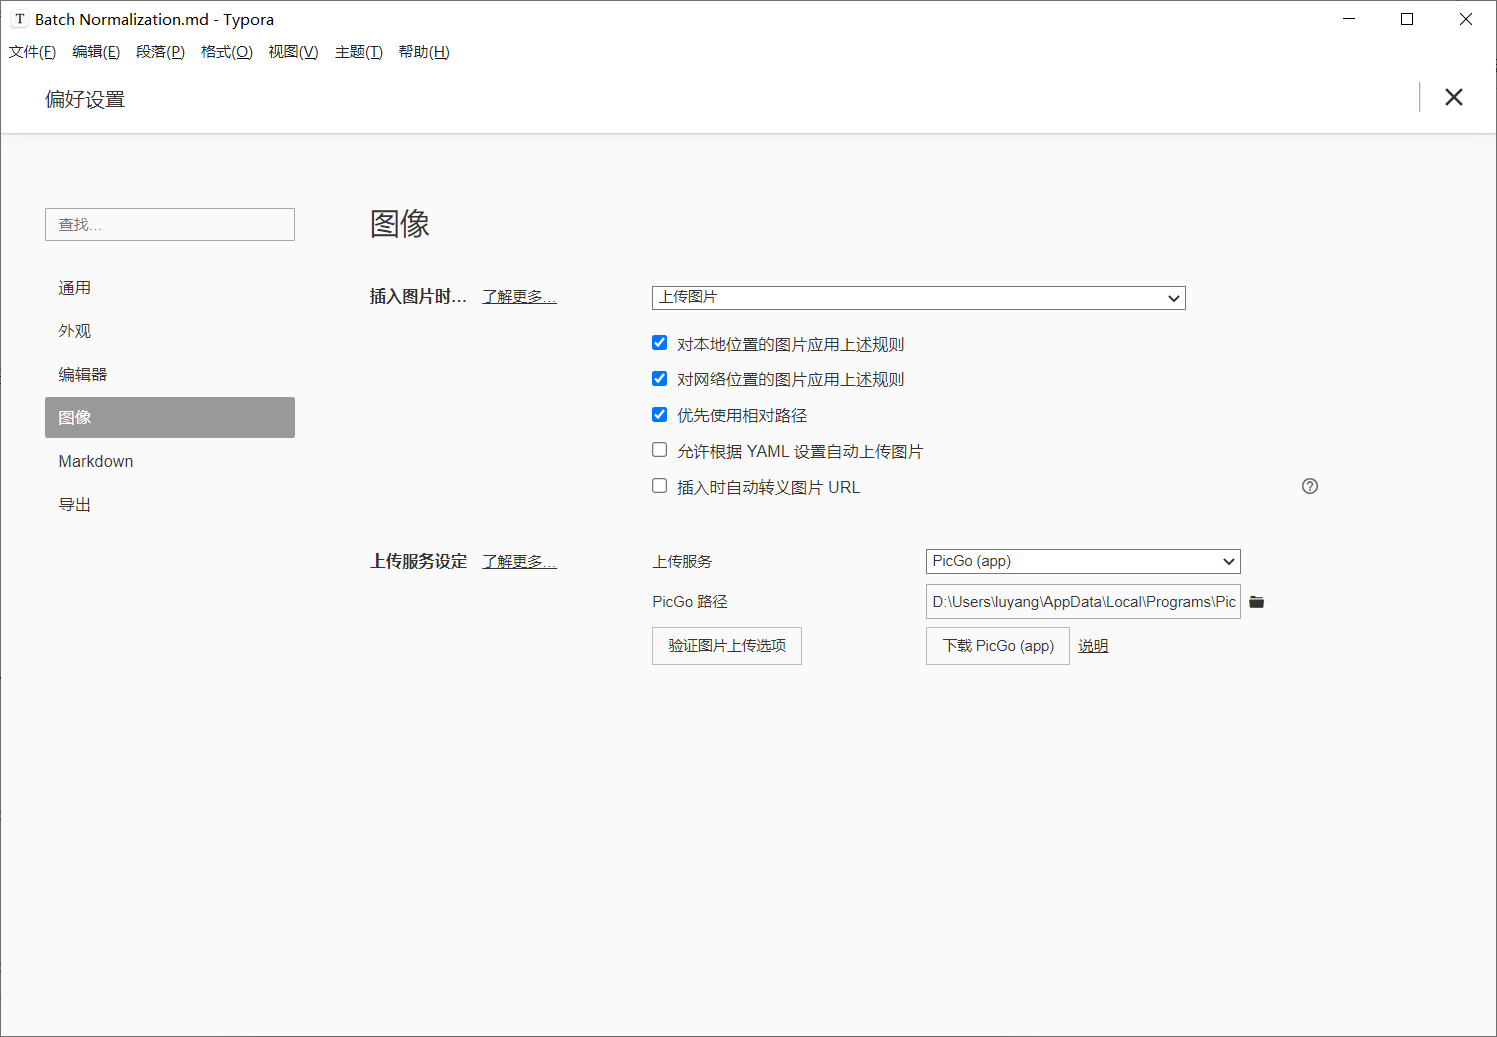 T Batch Normalization.md - Typora
文件(F) 编辑(E) 段落(P) 格式(O) 视图(V) 主题(T) 帮助(H)
偏好设置
查找...
通用
外观
编辑器
图像
Markdown
导出
图像
插入图片时... 了解更多... 上传图片
对本地位置的图片应用上述规则
对网络位置的图片应用上述规则
优先使用相对路径
允许根据 YAML 设置自动上传图片
插入时自动转义图片 URL
上传服务设定 了解更多... 上传服务 PicGo (app)
PicGo 路径 D:\Users\luyang\AppData\Local\Programs\Pic
验证图片上传选项 下载 PicGo (app) 说明